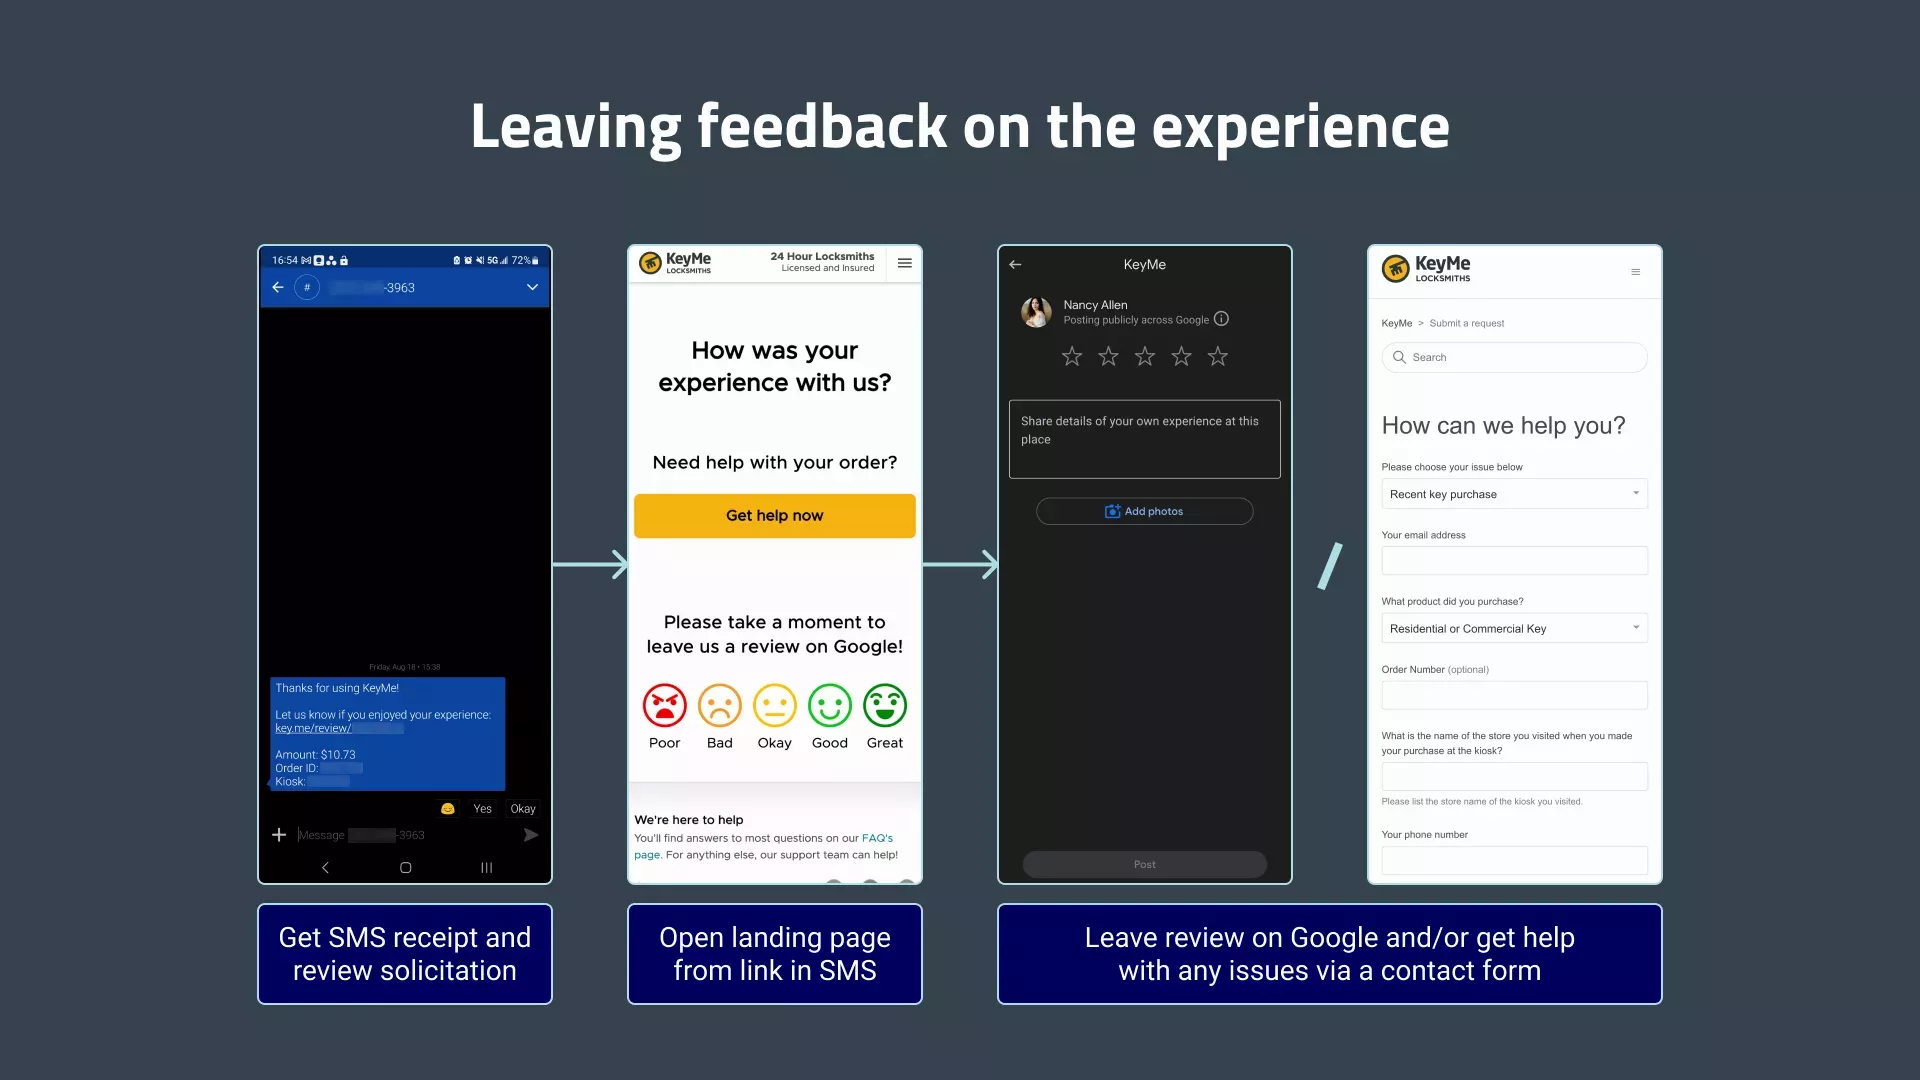 Leaving feedback on the experience
16:54
5G 72%
# -3963
Friday, Aug 18 • 15:38
Thanks for using KeyMe!
Let us know if you enjoyed your experience:
key.me/review/
Amount: $10.73
Order ID:
Kiosk:
Yes Okay
Message -3963
Get SMS receipt and
review solicitation
KeyMe
LOCKSMITHS
24 Hour Locksmiths
Licensed and Insured
How was your
experience with us?
Need help with your order?
Get help now
Please take a moment to
leave us a review on Google!
Poor Bad Okay Good Great
We're here to help
You'll find answers to most questions on our FAQ's
page. For anything else, our support team can help!
Open landing page
from link in SMS
KeyMe
Nancy Allen
Posting publicly across Google
Share details of your own experience at this
place
Add photos
Post
KeyMe
LOCKSMITHS
KeyMe > Submit a request
Search
How can we help you?
Please choose your issue below
Recent key purchase
Your email address
What product did you purchase?
Residential or Commercial Key
Order Number (optional)
What is the name of the store you visited when you made
your purchase at the kiosk?
Please list the store name of the kiosk you visited.
Your phone number
Leave review on Google and/or get help
with any issues via a contact form